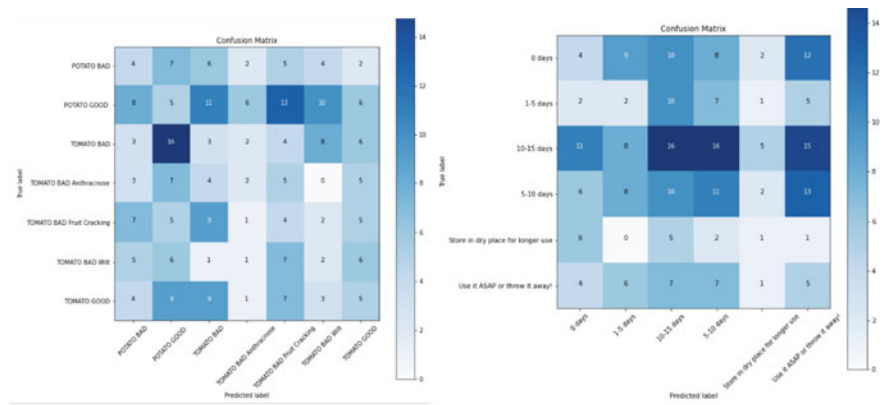 Confusion Matrix
POTATO BAD 4 7 6 2 5 4 2
POTATO GOOD 8 5 11 6 13 10 6
TOMATO BAD 3 16 3 2 4 8 6
TOMATO BAD Anthracnose 3 7 4 2 5 0 5
TOMATO BAD Fruit Cracking 7 5 9 1 4 2 5
TOMATO BAD Wilt 5 6 1 1 7 2 6
TOMATO GOOD 4 9 9 1 7 3 5
True label
POTATO BAD
POTATO GOOD
TOMATO BAD
TOMATO BAD Anthracnose
TOMATO BAD Fruit Cracking
TOMATO BAD Wilt
TOMATO GOOD
Predicted label
14
12
10
8
6
4
2
0
Confusion Matrix
0 days 4 9 10 8 2 12
1-5 days 2 2 10 7 1 5
10-15 days 11 8 16 16 5 15
5-10 days 6 8 10 11 2 13
Store in dry place for longer use 6 0 5 2 1 1
Use it ASAP or throw it away! 4 6 7 7 1 5
True label
0 days
1-5 days
10-15 days
5-10 days
Store in dry place for longer use
Use it ASAP or throw it away!
Predicted label
14
12
10
8
6
4
2
0